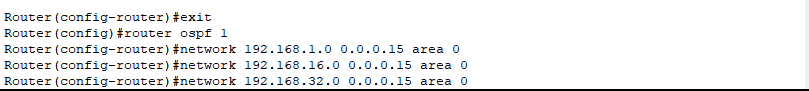 Router(config-router)#exit
Router(config)#router ospf 1
Router(config-router)#network 192.168.1.0 0.0.0.15 area 0
Router(config-router)#network 192.168.16.0 0.0.0.15 area 0
Router(config-router)#network 192.168.32.0 0.0.0.15 area 0